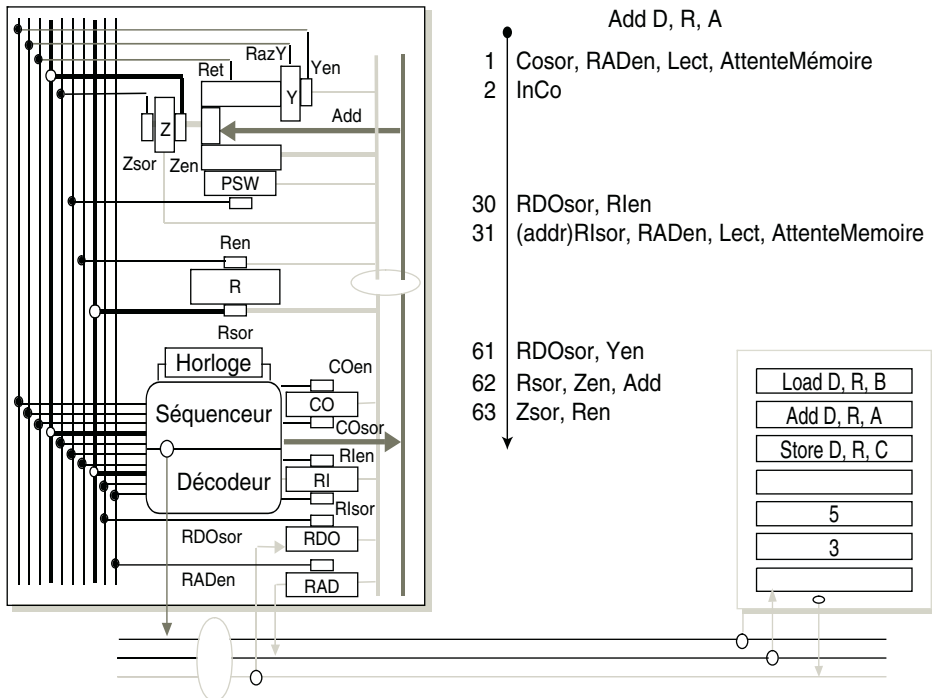 RazY
Ret
Yen
Y
Add
Z
Zsor
Zen
PSW
Ren
R
Rsor
Horloge
COen
Séquenceur
CO
COsor
RIen
Décodeur
RI
RIsor
RDOsor
RDO
RADen
RAD
Add D, R, A
1 Cosor, RADen, Lect, AttenteMémoire
2 InCo
30 RDOsor, RIen
31 (addr)RIsor, RADen, Lect, AttenteMemoire
61 RDOsor, Yen
62 Rsor, Zen, Add
63 Zsor, Ren
Load D, R, B
Add D, R, A
Store D, R, C
5
3